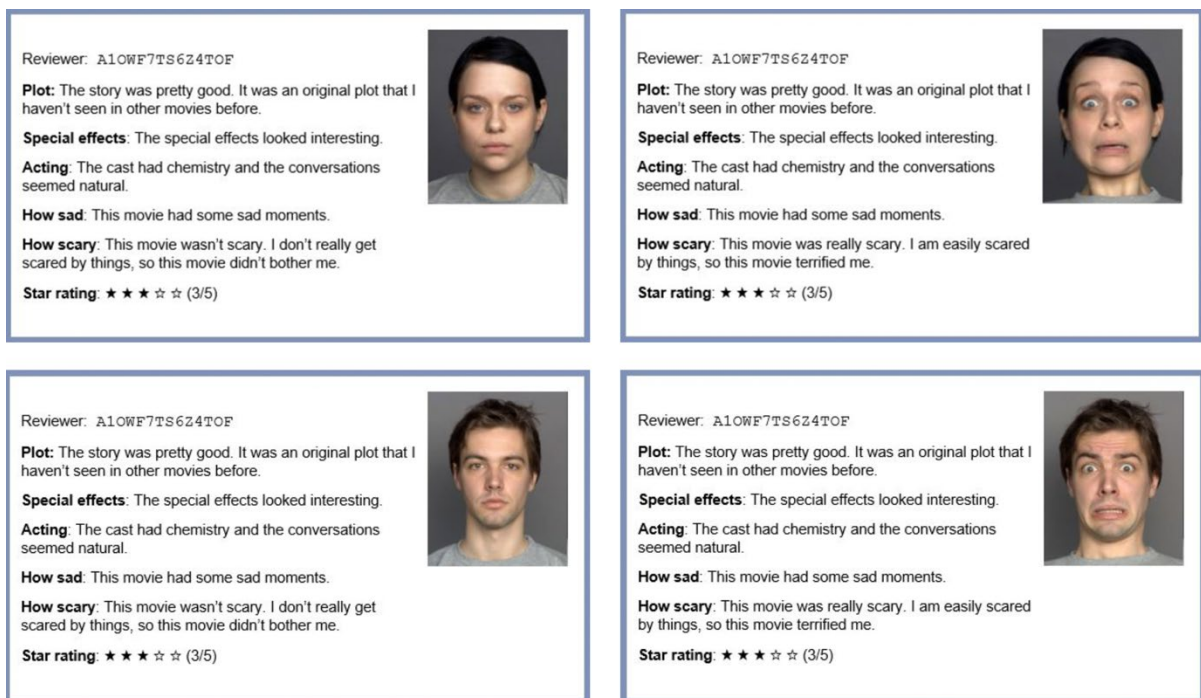 Reviewer: A1OWF7TS6Z4TOF
Plot: The story was pretty good. It was an original plot that I
haven't seen in other movies before.
Special effects: The special effects looked interesting.
Acting: The cast had chemistry and the conversations
seemed natural.
How sad: This movie had some sad moments.
How scary: This movie wasn't scary. I don't really get
scared by things, so this movie didn't bother me.
Star rating: ★ ★ ★ ☆ ☆ (3/5)
Reviewer: A1OWF7TS6Z4TOF
Plot: The story was pretty good. It was an original plot that I
haven't seen in other movies before.
Special effects: The special effects looked interesting.
Acting: The cast had chemistry and the conversations
seemed natural.
How sad: This movie had some sad moments.
How scary: This movie was really scary. I am easily scared
by things, so this movie terrified me.
Star rating: ★ ★ ★ ☆ ☆ (3/5)
Reviewer: A1OWF7TS6Z4TOF
Plot: The story was pretty good. It was an original plot that I
haven't seen in other movies before.
Special effects: The special effects looked interesting.
Acting: The cast had chemistry and the conversations
seemed natural.
How sad: This movie had some sad moments.
How scary: This movie wasn't scary. I don't really get
scared by things, so this movie didn't bother me.
Star rating: ★ ★ ★ ☆ ☆ (3/5)
Reviewer: A1OWF7TS6Z4TOF
Plot: The story was pretty good. It was an original plot that I
haven't seen in other movies before.
Special effects: The special effects looked interesting.
Acting: The cast had chemistry and the conversations
seemed natural.
How sad: This movie had some sad moments.
How scary: This movie was really scary. I am easily scared
by things, so this movie terrified me.
Star rating: ★ ★ ★ ☆ ☆ (3/5)